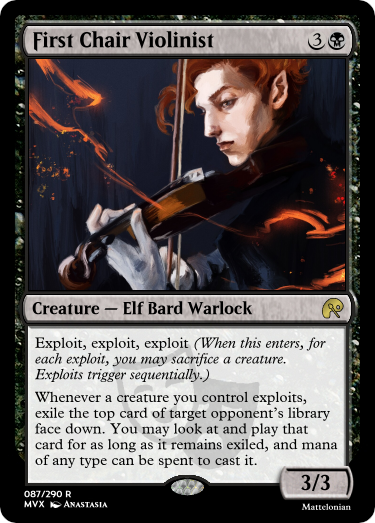 First Chair Violinist 3
Creature — Elf Bard Warlock
Exploit, exploit, exploit (When this enters, for
each exploit, you may sacrifice a creature.
Exploits trigger sequentially.)
Whenever a creature you control exploits,
exile the top card of target opponent's library
face down. You may look at and play that
card for as long as it remains exiled, and mana
of any type can be spent to cast it.
3/3
087/290 R
MVX Anastasia
Mattelonian